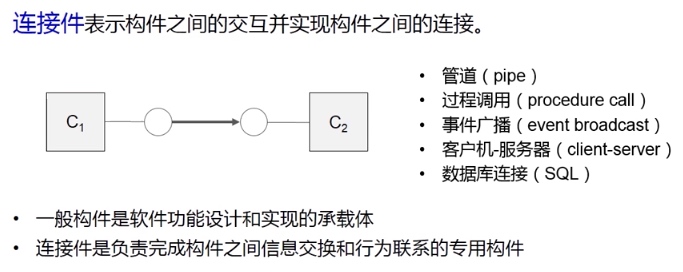 连接件表示构件之间的交互并实现构件之间的连接。
C1
C2
• 管道（pipe）
• 过程调用（procedure call）
• 事件广播（event broadcast）
• 客户机-服务器（client-server）
• 数据库连接（SQL）
• 一般构件是软件功能设计和实现的承载体
• 连接件是负责完成构件之间信息交换和行为联系的专用构件